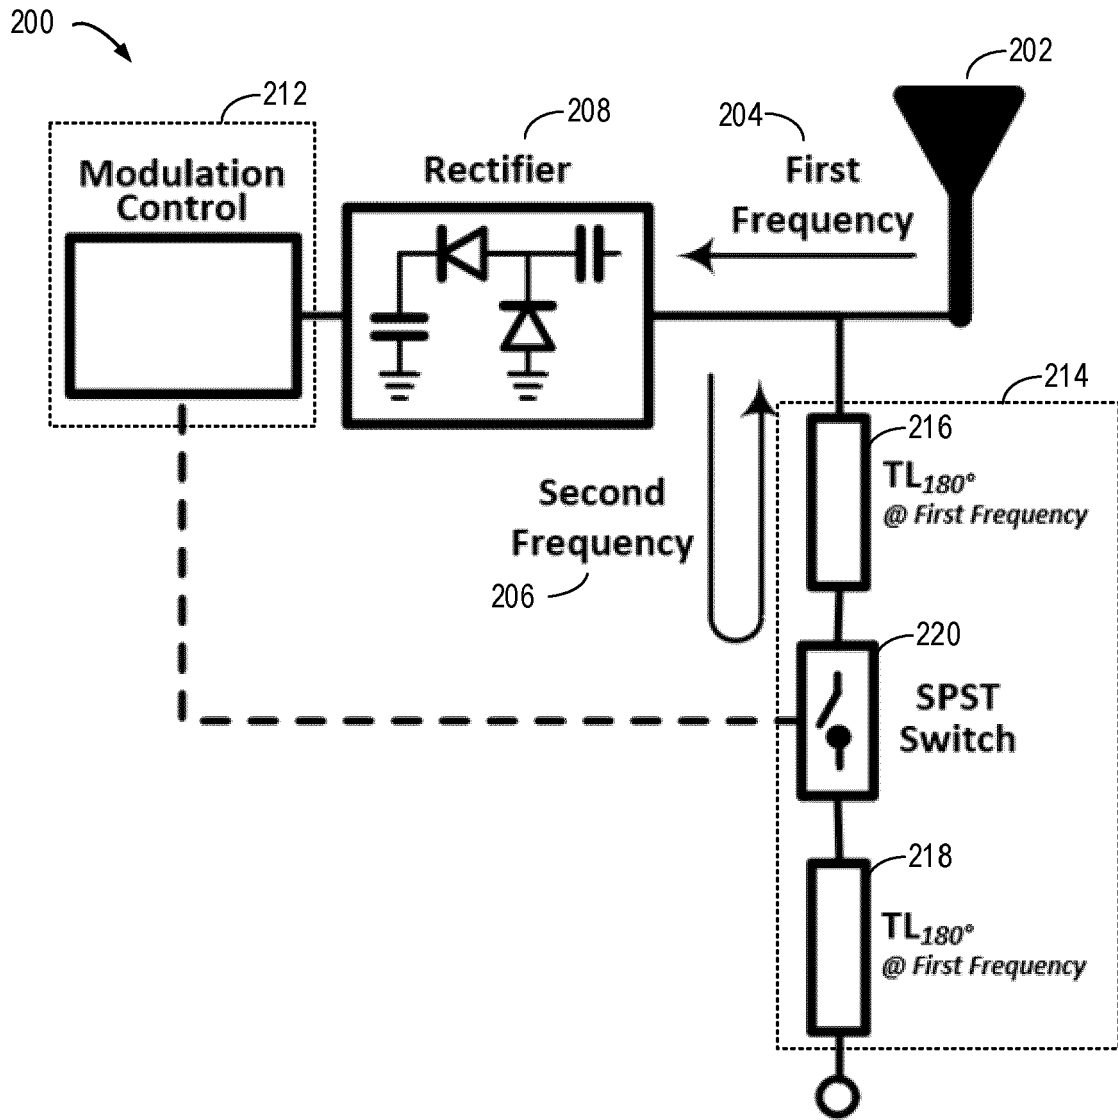 200
202
212
208
204
Modulation
Control
Rectifier
First
Frequency
214
216
TL180°
@ First Frequency
Second
Frequency
206
220
SPST
Switch
218
TL180°
@ First Frequency